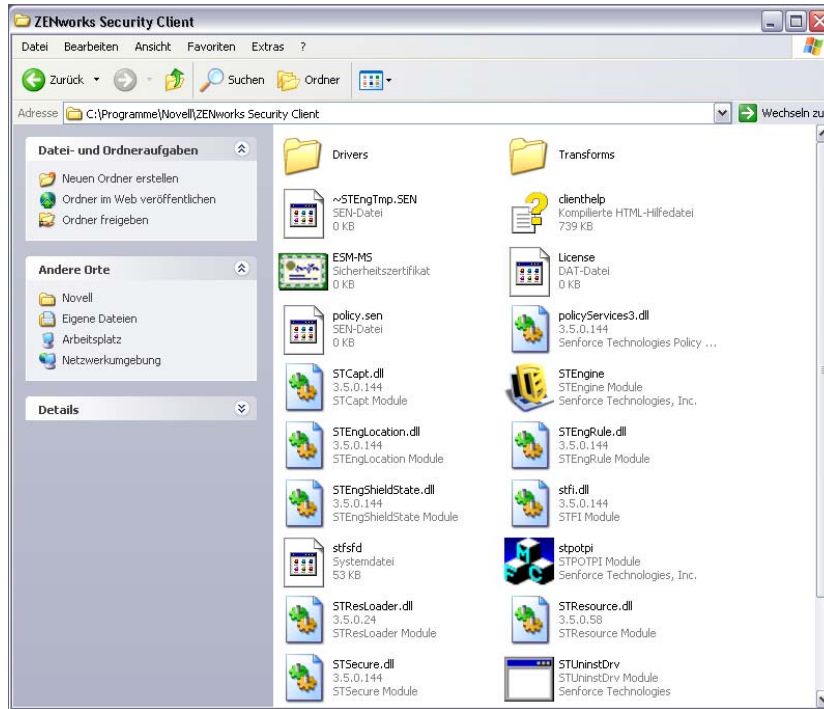 ZENworks Security Client
Datei Bearbeiten Ansicht Favoriten Extras ?
Zurück Suchen Ordner
Adresse C:\Programme\Novell\ZENworks Security Client Wechseln zu
Datei- und Ordneraufgaben
Neuen Ordner erstellen
Ordner im Web veröffentlichen
Ordner freigeben
Andere Orte
Novell
Eigene Dateien
Arbeitsplatz
Netzwerkumgebung
Details
Drivers
Transforms
~STEngTmp.SEN
SEN-Datei
0 KB
clienthelp
Kompilierte HTML-Hilfedatei
739 KB
ESM-MS
Sicherheitszertifikat
0 KB
License
DAT-Datei
0 KB
policy.sen
SEN-Datei
0 KB
policyServices3.dll
3.5.0.144
Senforce Technologies Policy ...
STCapt.dll
3.5.0.144
STCapt Module
STEngine
STEngine Module
Senforce Technologies, Inc.
STEngLocation.dll
3.5.0.144
STEngLocation Module
STEngRule.dll
3.5.0.144
STEngRule Module
STEngShieldState.dll
3.5.0.144
STEngShieldState Module
stfi.dll
3.5.0.144
STFI Module
stfsfd
Systemdatei
53 KB
MFC
stpotpi
STPOTPI Module
Senforce Technologies, Inc.
STResLoader.dll
3.5.0.24
STResLoader Module
STResource.dll
3.5.0.58
STResource Module
STSecure.dll
3.5.0.144
STSecure Module
STUninstDrv
STUninstDrv Module
Senforce Technologies